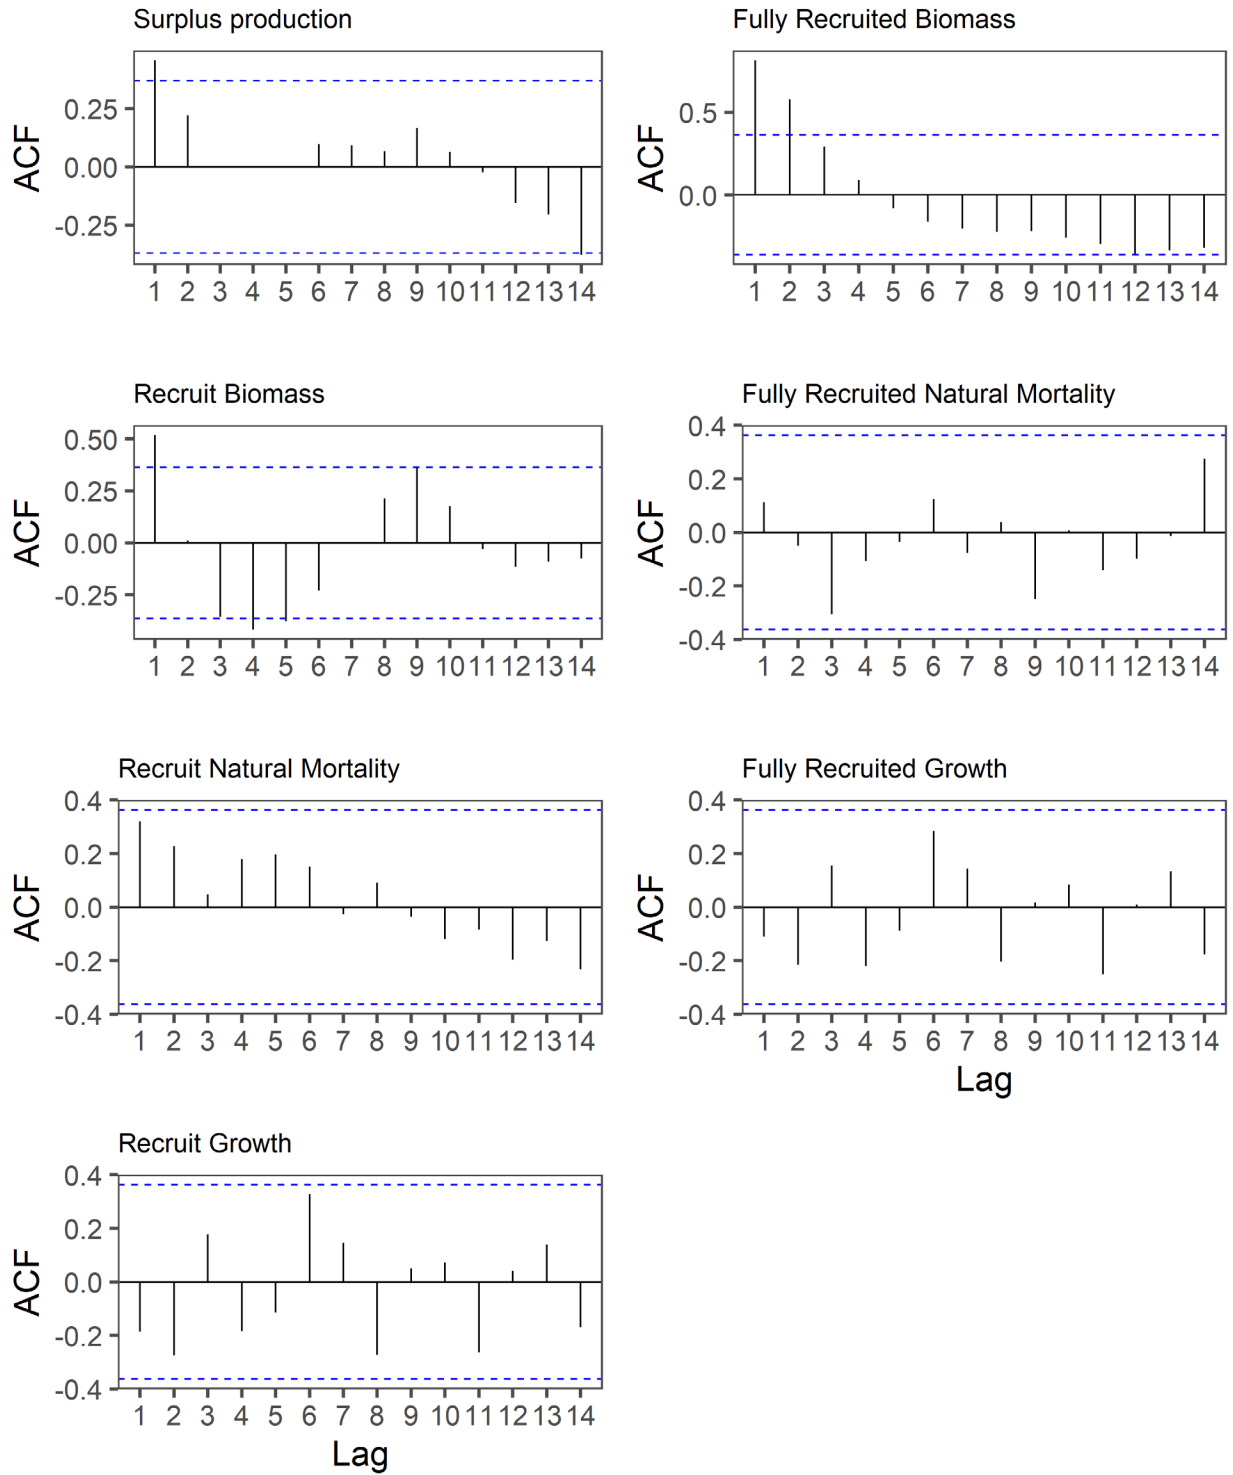 Surplus production
ACF
0.25
0.00
-0.25
1 2 3 4 5 6 7 8 9 10 11 12 13 14
Fully Recruited Biomass
ACF
0.5
0.0
1 2 3 4 5 6 7 8 9 10 11 12 13 14
Recruit Biomass
ACF
0.50
0.25
0.00
-0.25
1 2 3 4 5 6 7 8 9 10 11 12 13 14
Fully Recruited Natural Mortality
ACF
0.4
0.2
0.0
-0.2
-0.4
1 2 3 4 5 6 7 8 9 10 11 12 13 14
Recruit Natural Mortality
ACF
0.4
0.2
0.0
-0.2
-0.4
1 2 3 4 5 6 7 8 9 10 11 12 13 14
Fully Recruited Growth
ACF
0.4
0.2
0.0
-0.2
-0.4
1 2 3 4 5 6 7 8 9 10 11 12 13 14
Lag
Recruit Growth
ACF
0.4
0.2
0.0
-0.2
-0.4
1 2 3 4 5 6 7 8 9 10 11 12 13 14
Lag